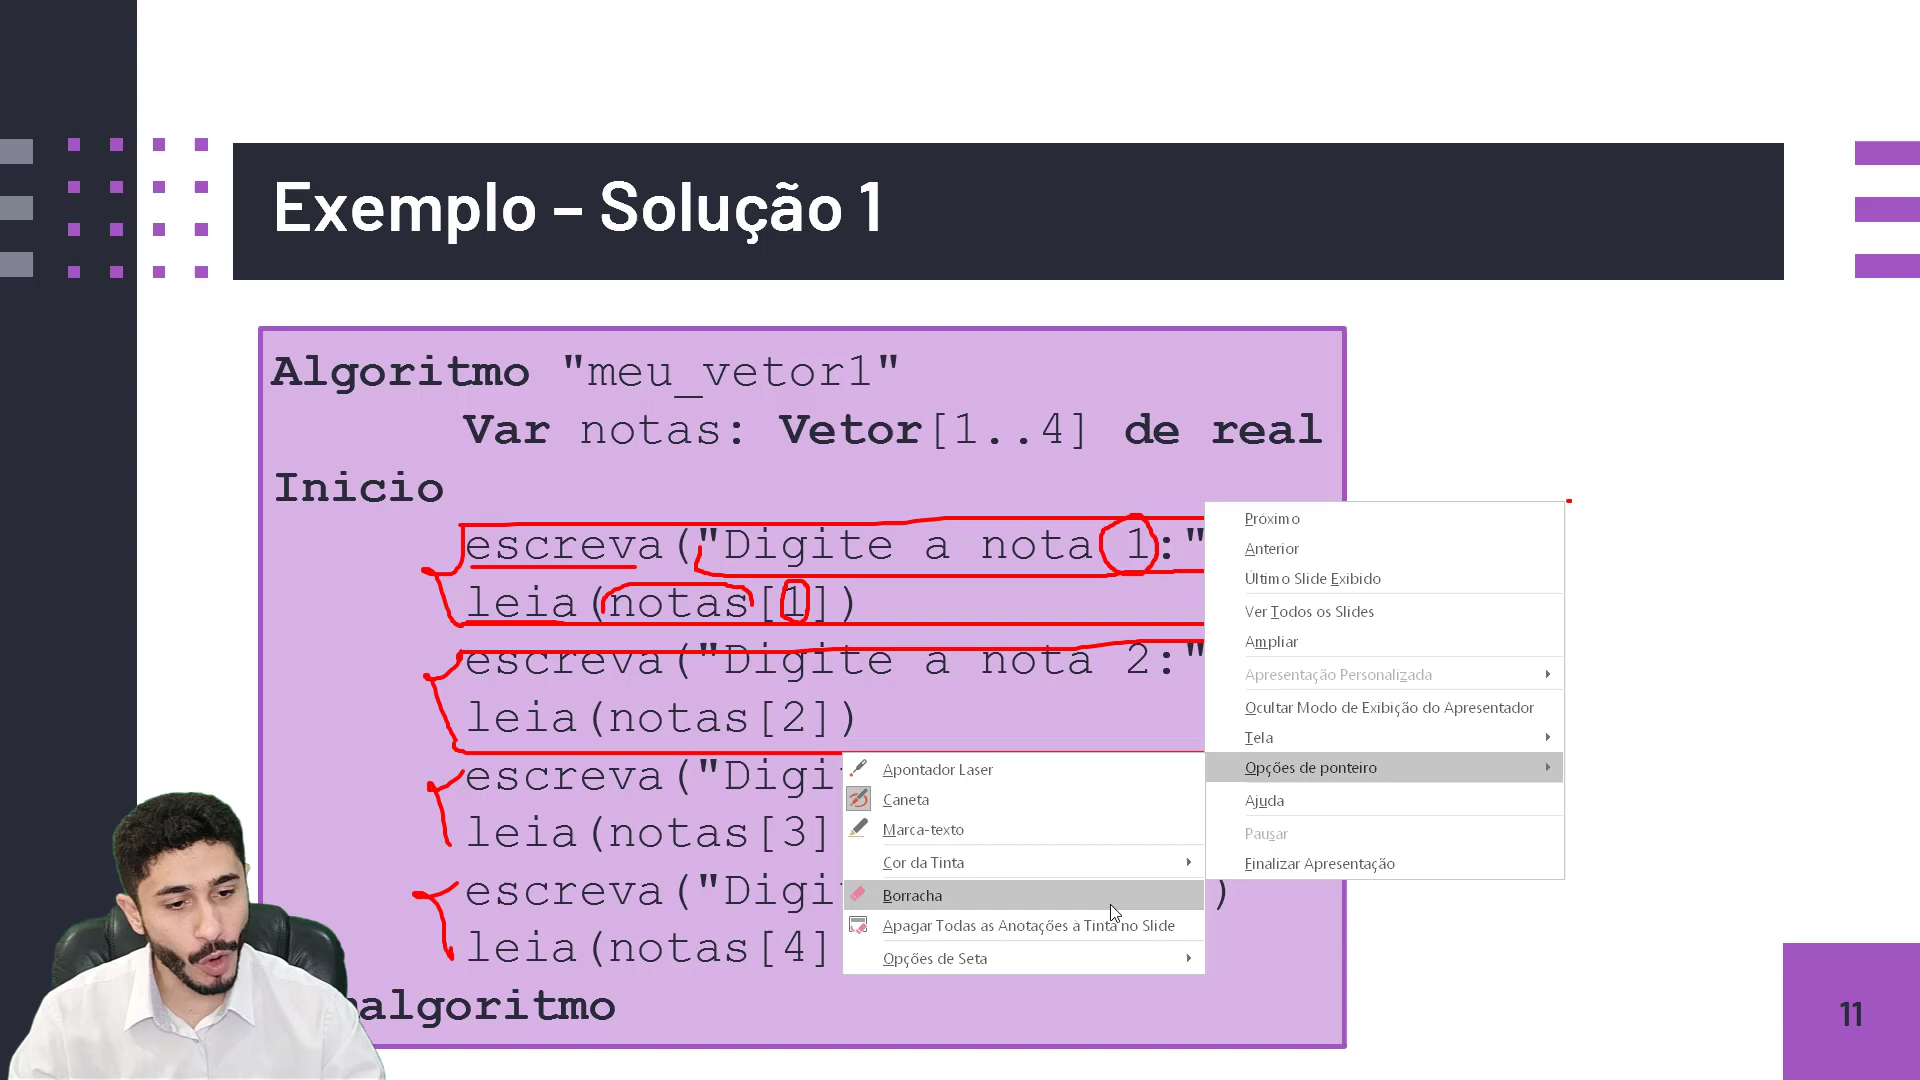 Exemplo – Solução 1
Algoritmo "meu_vetor1"
Var notas: Vetor[1..4] de real
Inicio
escreva("Digite a nota 1:"
leia(notas[1])
escreva("Digite a nota 2:"
leia(notas[2])
escreva("Digi
leia(notas[3]
escreva("Digi )
leia(notas[4]
algoritmo
Próximo
Anterior
Último Slide Exibido
Ver Todos os Slides
Ampliar
Apresentação Personalizada
Ocultar Modo de Exibição do Apresentador
Tela
Opções de ponteiro
Ajuda
Pausar
Finalizar Apresentação
Apontador Laser
Caneta
Marca-texto
Cor da Tinta
Borracha
Apagar Todas as Anotações à Tinta no Slide
Opções de Seta
11